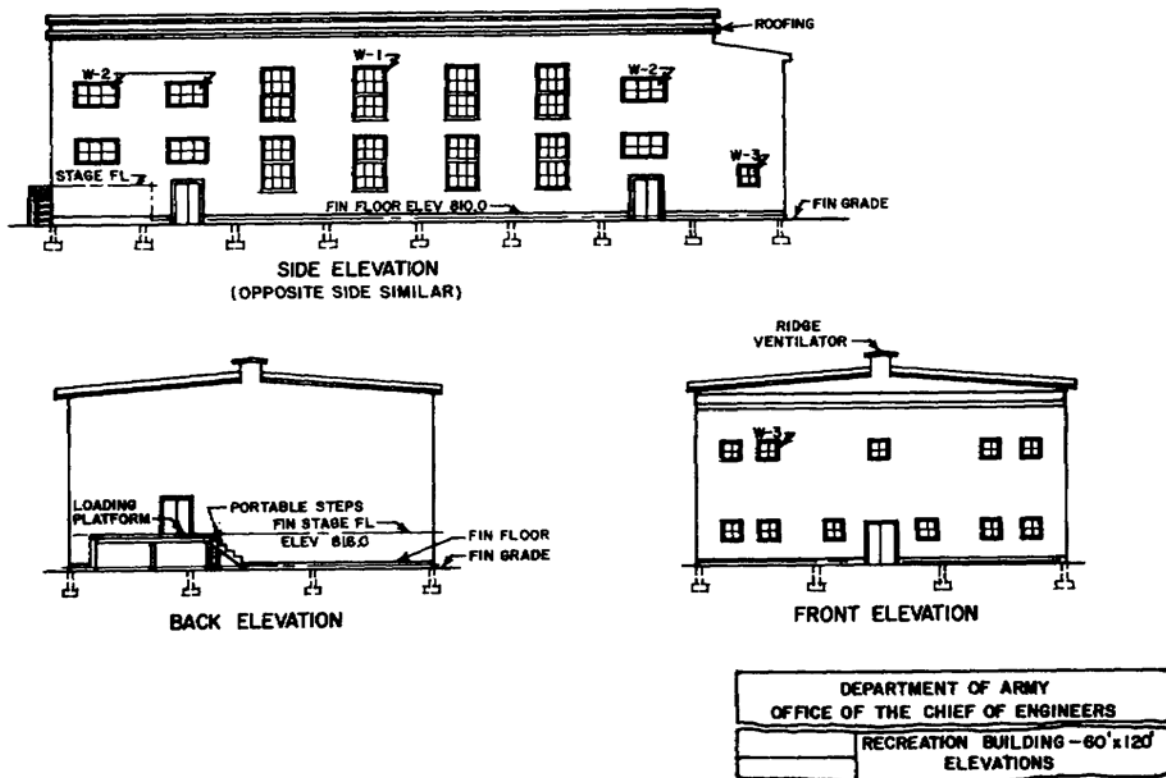 ROOFING
W-1
W-2
W-2
W-3
STAGE FL
FIN FLOOR ELEV 810.0
FIN GRADE
SIDE ELEVATION
(OPPOSITE SIDE SIMILAR)
RIDGE
VENTILATOR
LOADING
PLATFORM
PORTABLE STEPS
FIN STAGE FL
ELEV 816.0
FIN FLOOR
FIN GRADE
BACK ELEVATION
W-3
FRONT ELEVATION
DEPARTMENT OF ARMY
OFFICE OF THE CHIEF OF ENGINEERS
RECREATION BUILDING - 60'x120'
ELEVATIONS